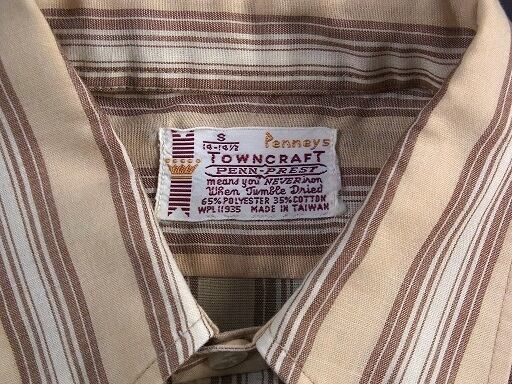 S
14-14½
Penneys
TOWNCRAFT
PENN-PREST
means you NEVER iron
When Tumble Dried
65% POLYESTER 35% COTTON
WPL 11935 MADE IN TAIWAN